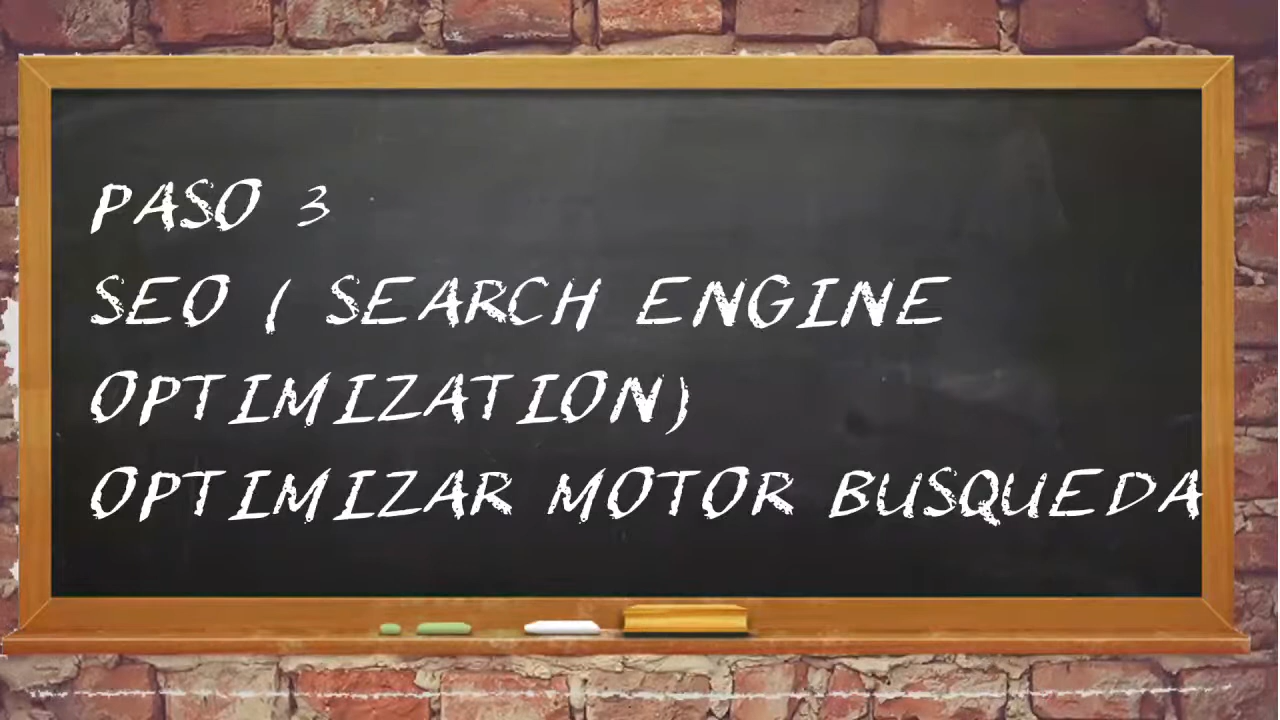 PASO 3
SEO ( SEARCH ENGINE
OPTIMIZATION)
OPTIMIZAR MOTOR BUSQUEDA